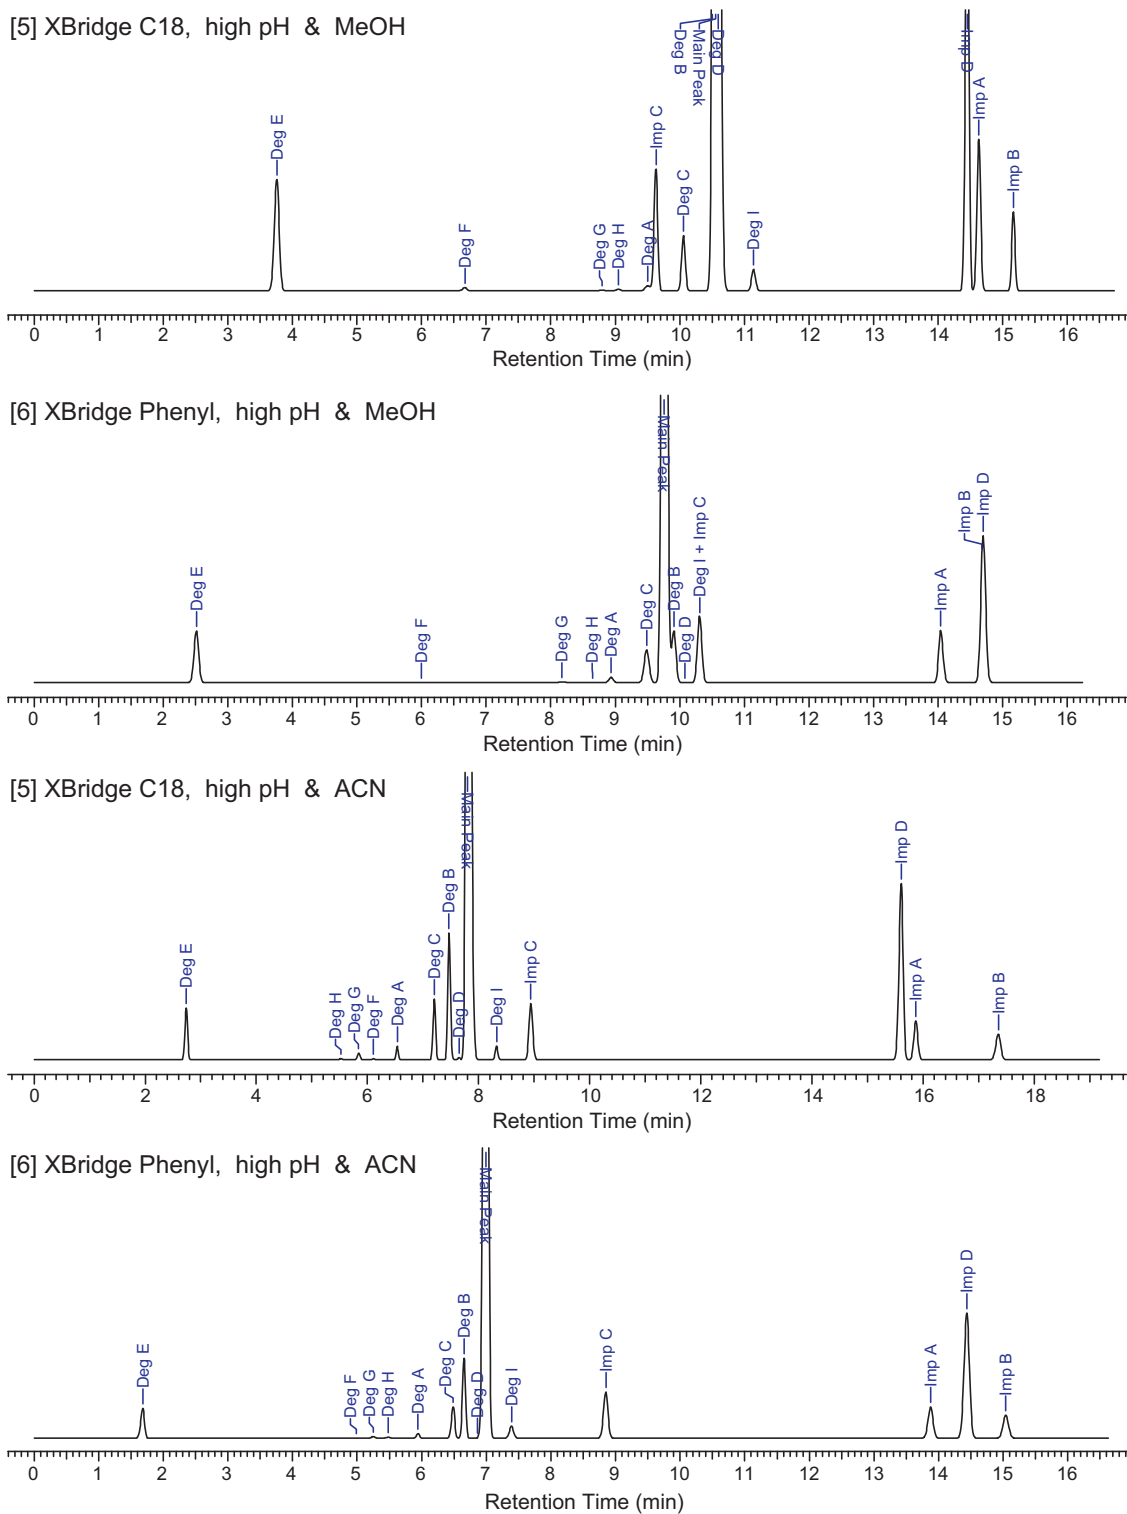 [5] XBridge C18, high pH & MeOH
Deg E
Deg F
Deg G
Deg H
Deg A
Imp C
Deg C
Deg B
Main Peak
Deg D
Deg I
Imp D
Imp A
Imp B
0 1 2 3 4 5 6 7 8 9 10 11 12 13 14 15 16
Retention Time (min)
[6] XBridge Phenyl, high pH & MeOH
Deg E
Deg F
Deg G
Deg H
Deg A
Deg C
Main Peak
Deg B
Deg D
Deg I + Imp C
Imp A
Imp B
Imp D
0 1 2 3 4 5 6 7 8 9 10 11 12 13 14 15 16
Retention Time (min)
[5] XBridge C18, high pH & ACN
Deg E
Deg H
Deg G
Deg F
Deg A
Deg C
Deg B
Deg D
Main Peak
Deg I
Imp C
Imp D
Imp A
Imp B
0 2 4 6 8 10 12 14 16 18
Retention Time (min)
[6] XBridge Phenyl, high pH & ACN
Deg E
Deg F
Deg G
Deg H
Deg A
Deg C
Deg B
Deg D
Main Peak
Deg I
Imp C
Imp A
Imp D
Imp B
0 1 2 3 4 5 6 7 8 9 10 11 12 13 14 15 16
Retention Time (min)